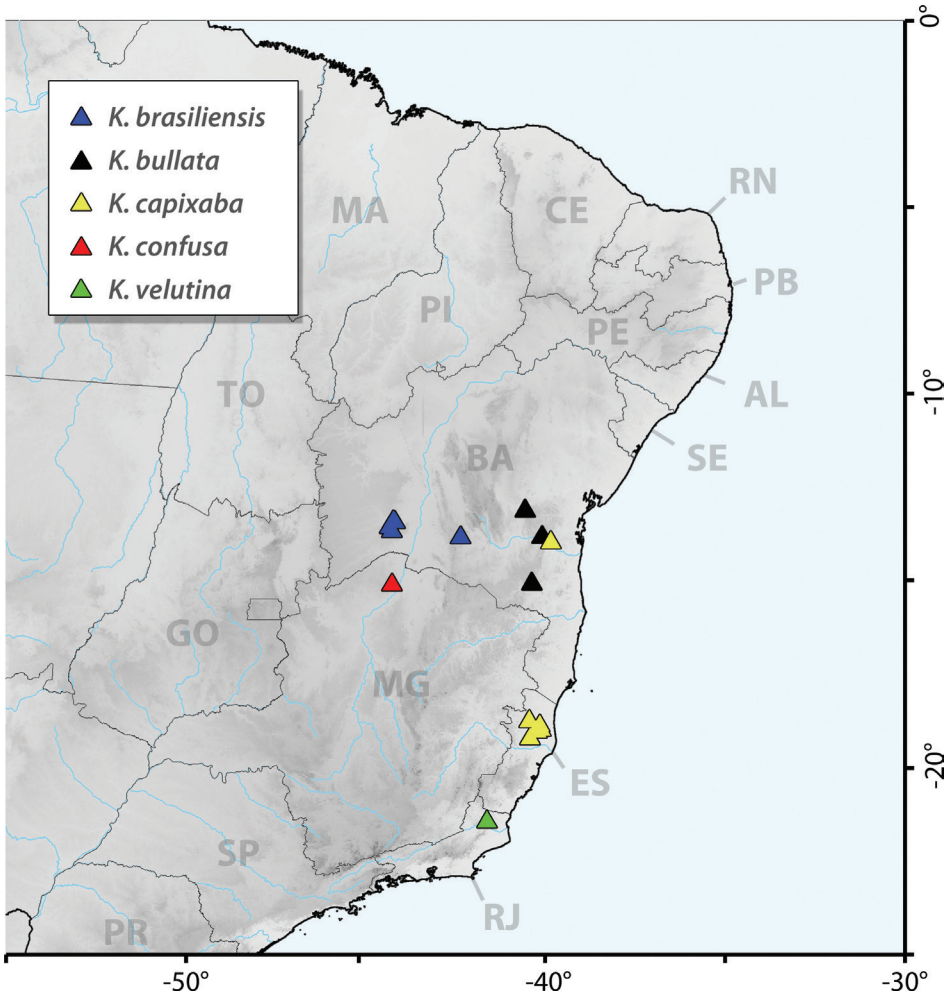 0°
K. brasiliensis
K. bullata
K. capixaba
K. confusa
K. velutina
MA
CE
RN
PI
PB
PE
TO
AL
-10°
BA
SE
GO
MG
ES
-20°
SP
RJ
PR
-50°
-40°
-30°